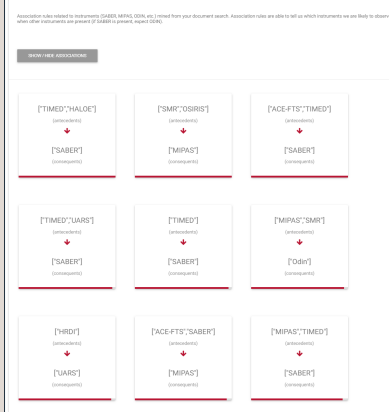 Association rules related to instruments (SABER, MIPAS, ODIN, etc.) mined from your document search. Association rules are able to tell us which instruments we are likely to observe
when other instruments are present (if SABER is present, expect ODIN).
SHOW / HIDE ASSOCIATIONS
["TIMED","HALOE"]
(antecedents)
["SABER"]
(consequents)
["SMR","OSIRIS"]
(antecedents)
["MIPAS"]
(consequents)
["ACE-FTS","TIMED"]
(antecedents)
["SABER"]
(consequents)
["TIMED","UARS"]
(antecedents)
["SABER"]
(consequents)
["TIMED"]
(antecedents)
["SABER"]
(consequents)
["MIPAS","SMR"]
(antecedents)
["Odin"]
(consequents)
["HRDI"]
(antecedents)
["UARS"]
(consequents)
["ACE-FTS","SABER"]
(antecedents)
["MIPAS"]
(consequents)
["MIPAS","TIMED"]
(antecedents)
["SABER"]
(consequents)